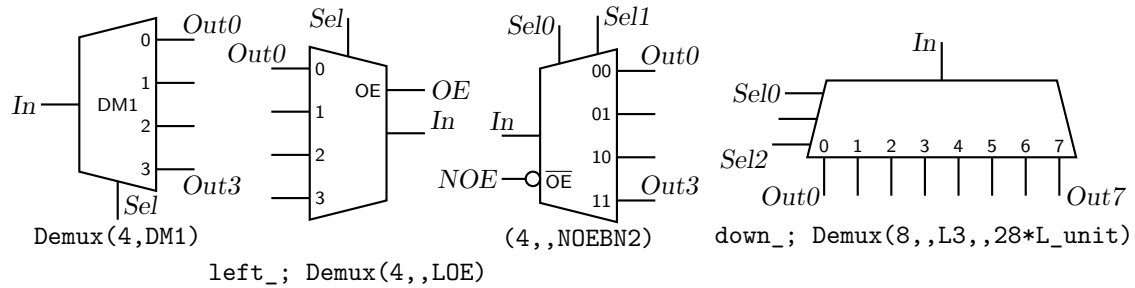 Out0
0
1
In
DM1
2
3
Out3
Sel
Demux(4,DM1)
Sel
Out0
0
OE
OE
1
In
2
3
left_; Demux(4,,LOE)
Sel0
Sel1
Out0
00
01
In
10
NOE
OE
Out3
11
(4,,NOEBN2)
In
Sel0
Sel2
0 1 2 3 4 5 6 7
Out0
Out7
down_; Demux(8,,L3,,28*L_unit)